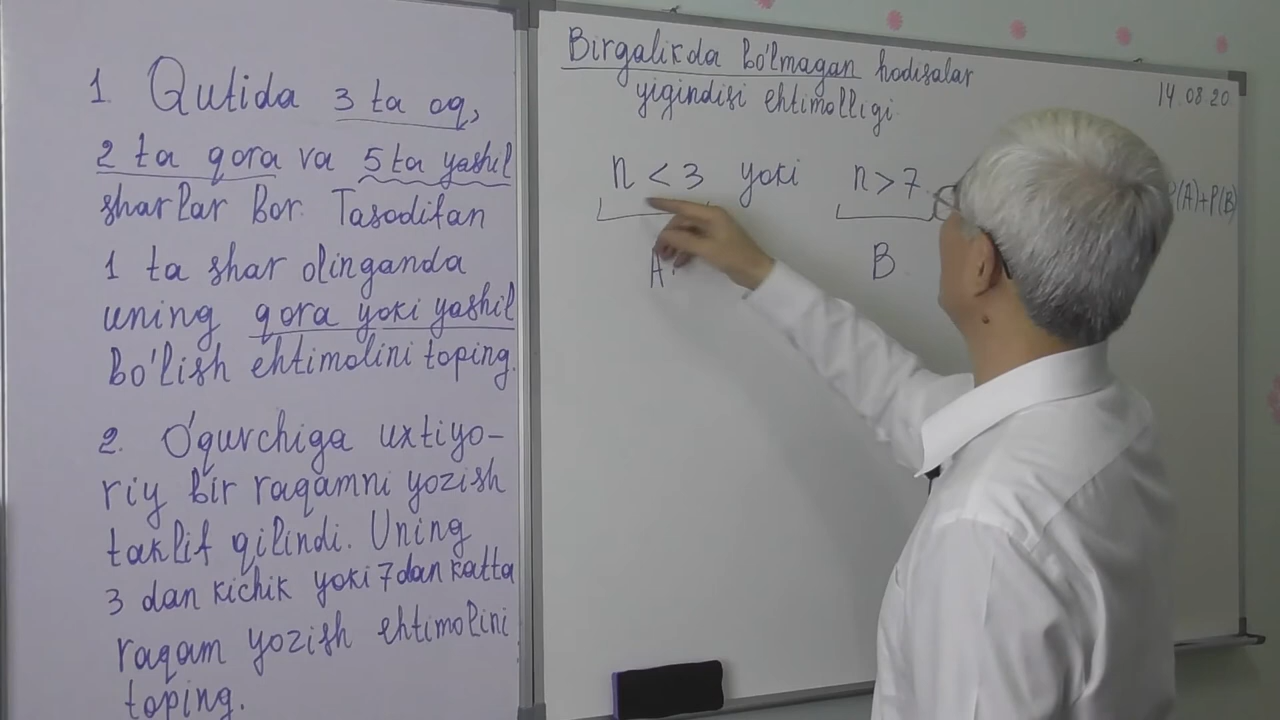 1. Qutida 3 ta oq,
2 ta qora va 5 ta yashil
sharlar bor. Tasodifan
1 ta shar olinganda
uning qora yoki yashil
bo'lish ehtimolini toping.
2. O'quvchiga uxtiyo-
riy bir raqamni yozish
taklif qilindi. Uning
3 dan kichik yoki 7 dan katta
raqam yozish ehtimolini
toping.
Birgalikda bo'lmagan hodisalar
yigindisi ehtimolligi
14.08.20
n < 3 yoki n > 7
P(A)+P(B)
A
B